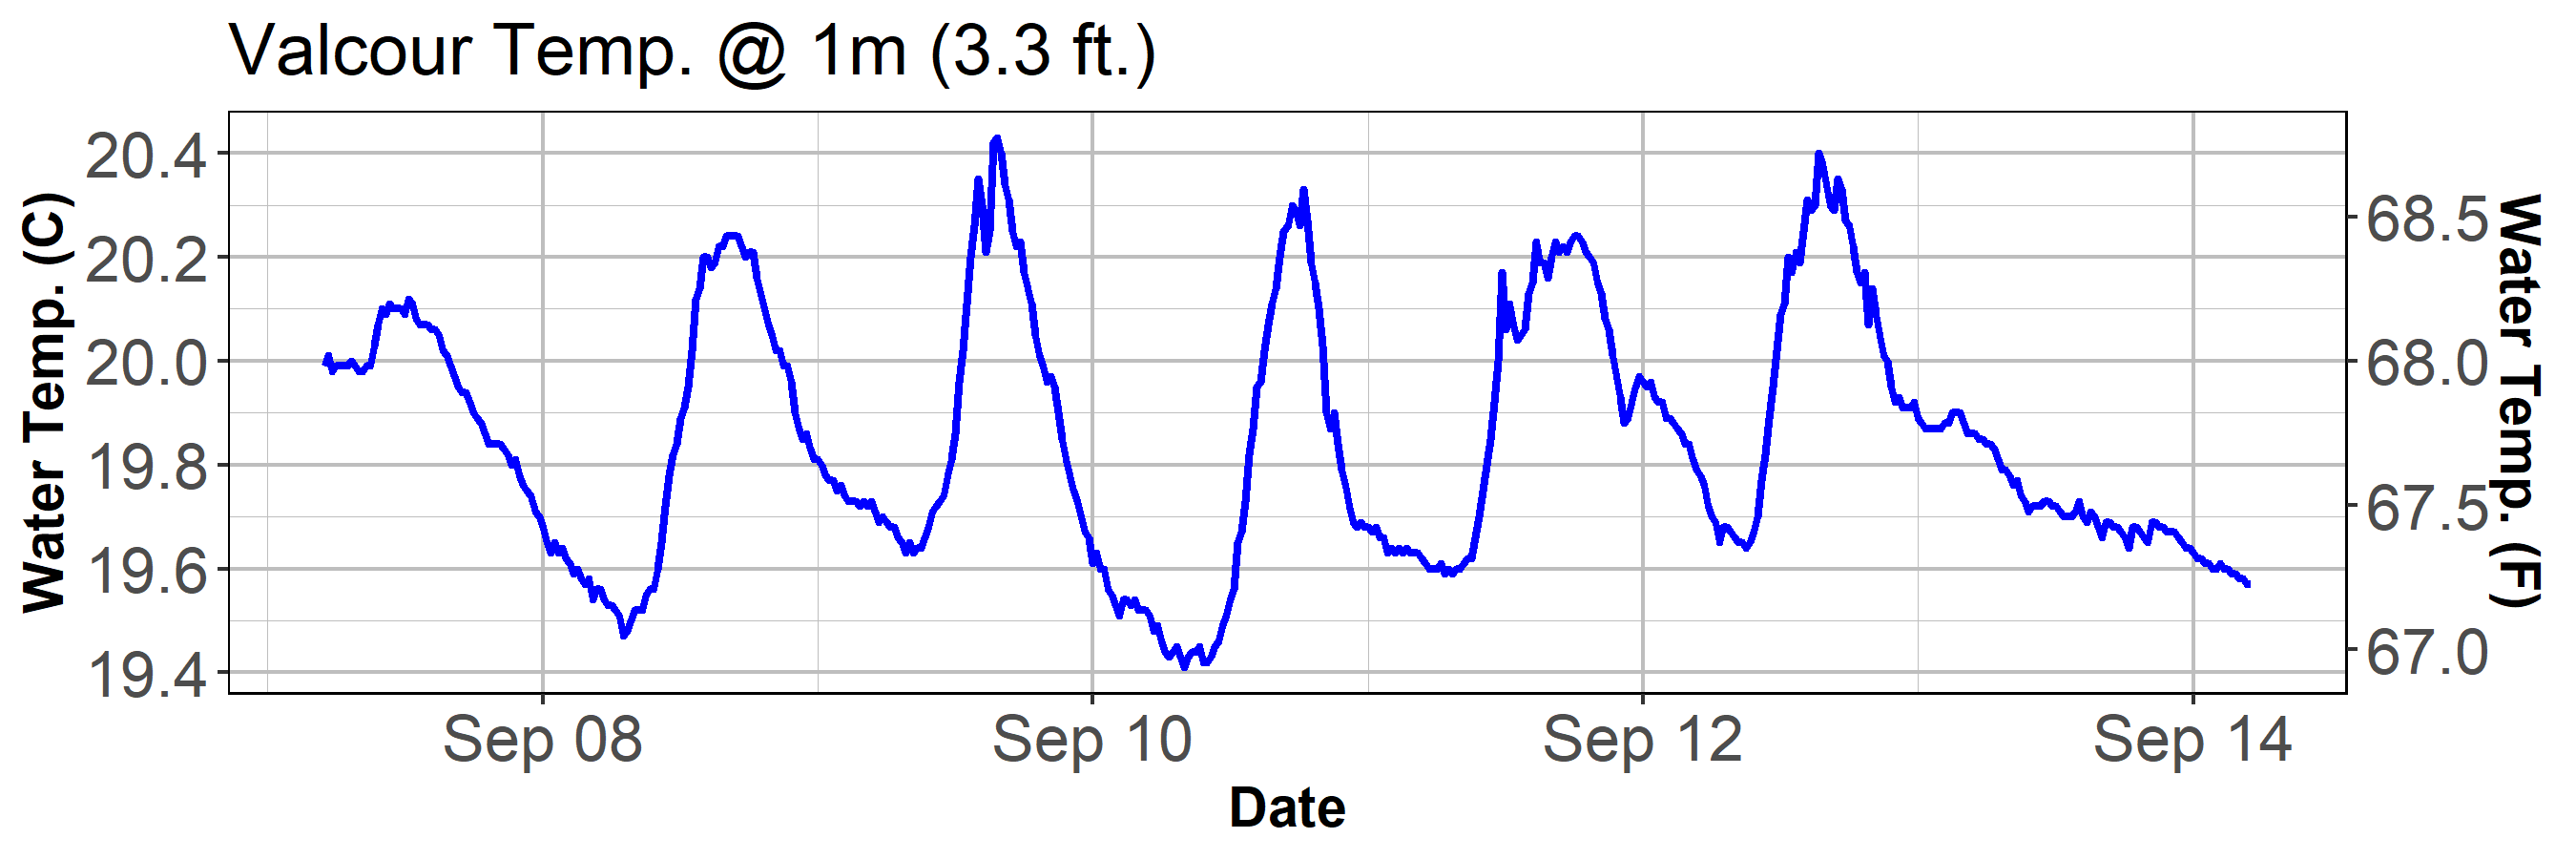 Valcour Temp. @ 1m (3.3 ft.)
Water Temp. (C)
20.4
20.2
20.0
19.8
19.6
19.4
68.5
68.0
67.5
67.0
Water Temp. (F)
Sep 08
Sep 10
Sep 12
Sep 14
Date